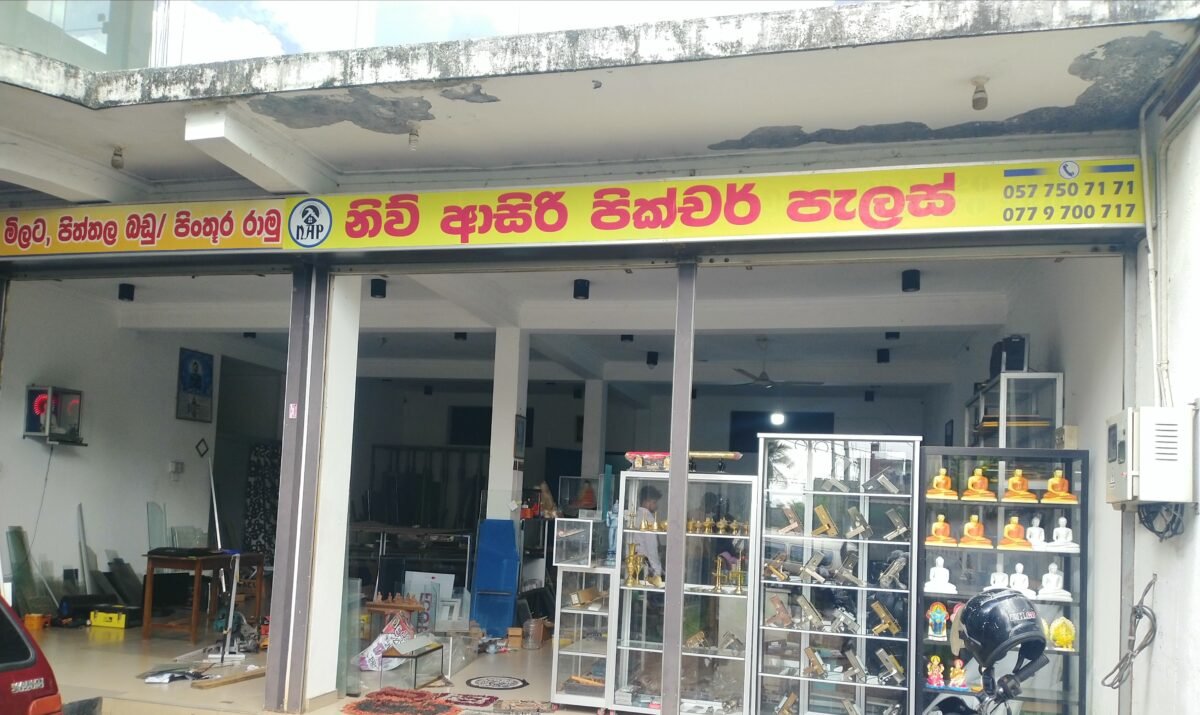 මිලට, පිත්තල බඩු/ පින්තූර රාමු
NAP
නිව් ආසිරි පික්චර් පැලස්
057 750 71 71
077 9 700 717